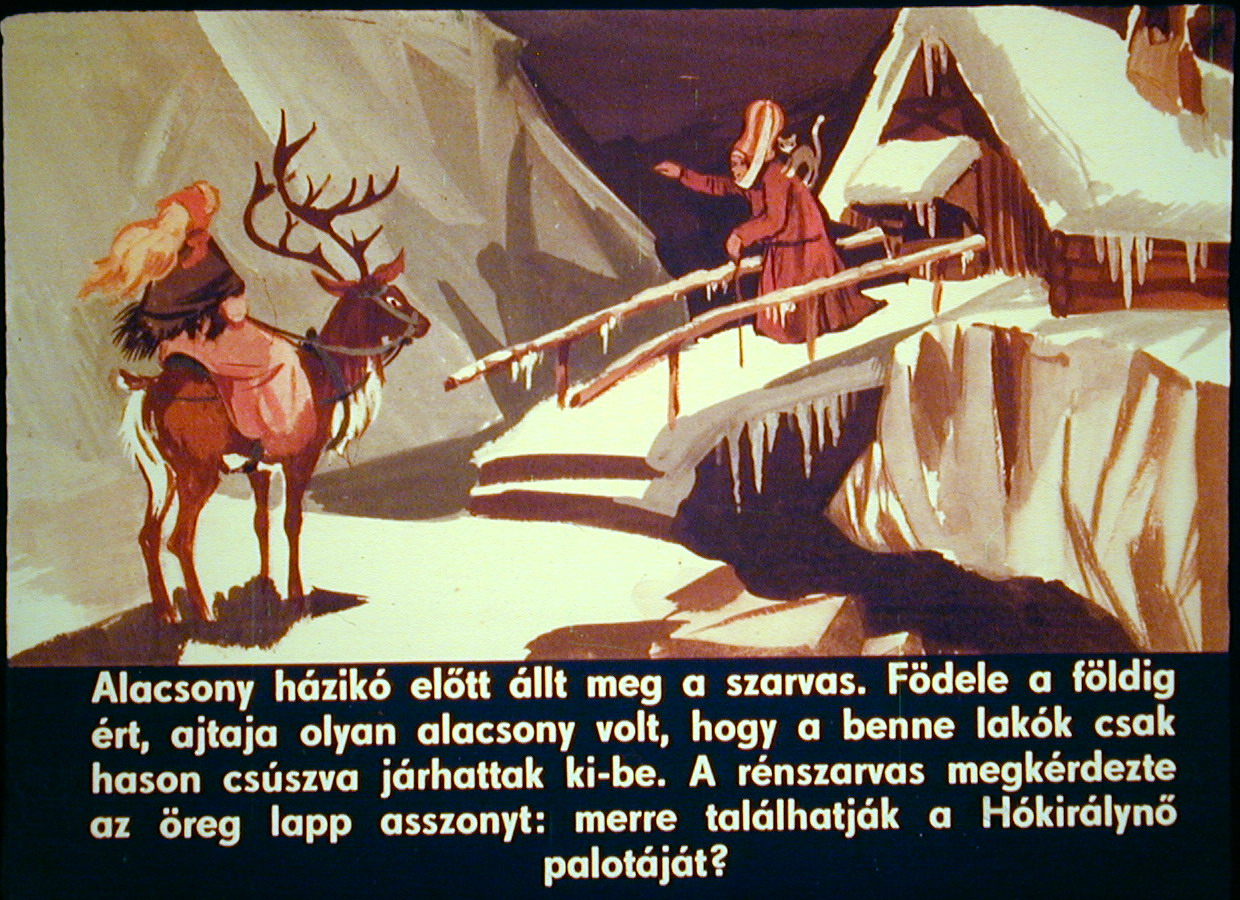 Alacsony házikó előtt állt meg a szarvas. Födele a földig
ért, ajtaja olyan alacsony volt, hogy a benne lakók csak
hason csúszva járhattak ki-be. A rénszarvas megkérdezte
az öreg lapp asszonyt: merre találhatják a Hókirálynő
palotáját?